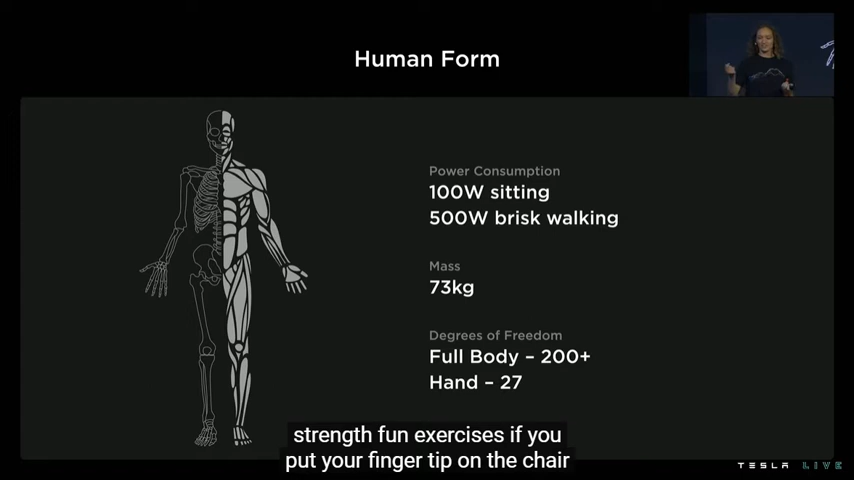 Human Form
Power Consumption
100W sitting
500W brisk walking
Mass
73kg
Degrees of Freedom
Full Body – 200+
Hand – 27
strength fun exercises if you
put your finger tip on the chair
TESLA LIVE